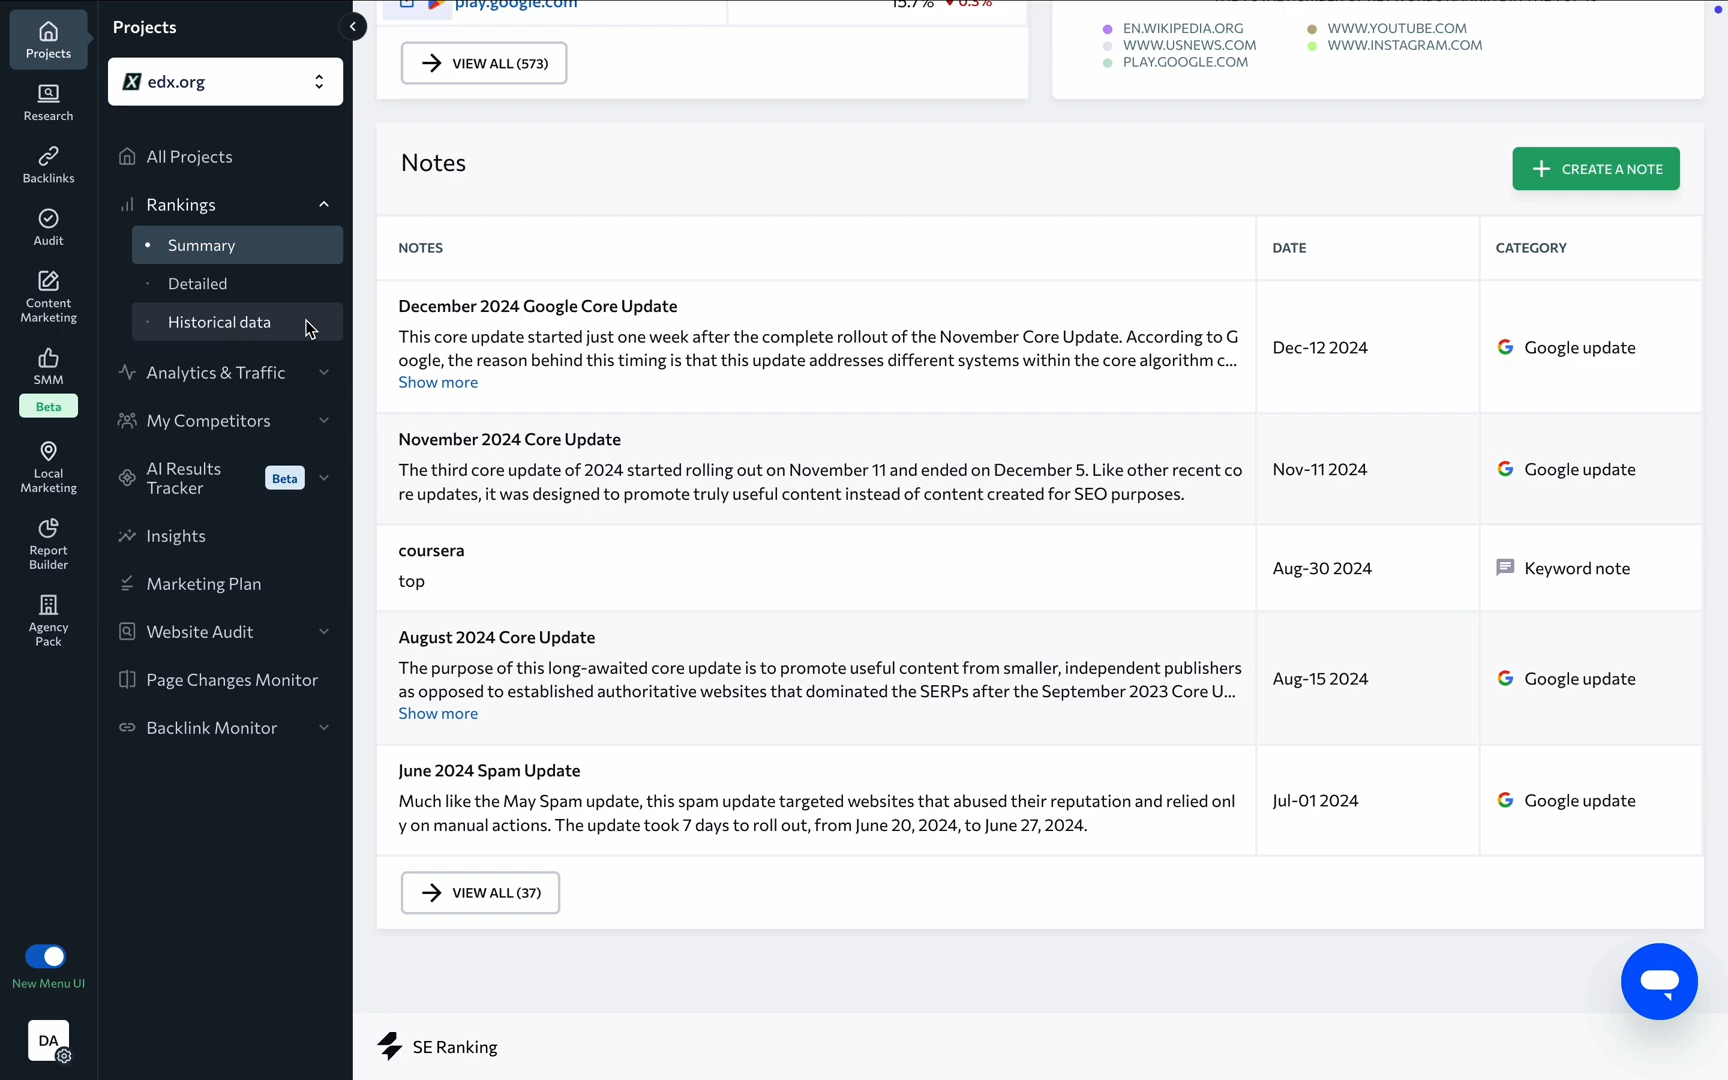 Projects
Research
Backlinks
Audit
Content
Marketing
SMM
Beta
Local
Marketing
Report
Builder
Agency
Pack
New Menu UI
DA
Projects
edx.org
All Projects
Rankings
Summary
Detailed
Historical data
Analytics & Traffic
My Competitors
AI Results
Tracker
Beta
Insights
Marketing Plan
Website Audit
Page Changes Monitor
Backlink Monitor
play.google.com
15.7% 0.3%
VIEW ALL (573)
EN.WIKIPEDIA.ORG
WWW.YOUTUBE.COM
WWW.USNEWS.COM
WWW.INSTAGRAM.COM
PLAY.GOOGLE.COM
Notes
CREATE A NOTE
NOTES
DATE
CATEGORY
December 2024 Google Core Update
This core update started just one week after the complete rollout of the November Core Update. According to G
oogle, the reason behind this timing is that this update addresses different systems within the core algorithm c...
Show more
Dec-12 2024
Google update
November 2024 Core Update
The third core update of 2024 started rolling out on November 11 and ended on December 5. Like other recent co
re updates, it was designed to promote truly useful content instead of content created for SEO purposes.
Nov-11 2024
Google update
coursera
top
Aug-30 2024
Keyword note
August 2024 Core Update
The purpose of this long-awaited core update is to promote useful content from smaller, independent publishers
as opposed to established authoritative websites that dominated the SERPs after the September 2023 Core U...
Show more
Aug-15 2024
Google update
June 2024 Spam Update
Much like the May Spam update, this spam update targeted websites that abused their reputation and relied onl
y on manual actions. The update took 7 days to roll out, from June 20, 2024, to June 27, 2024.
Jul-01 2024
Google update
VIEW ALL (37)
SE Ranking